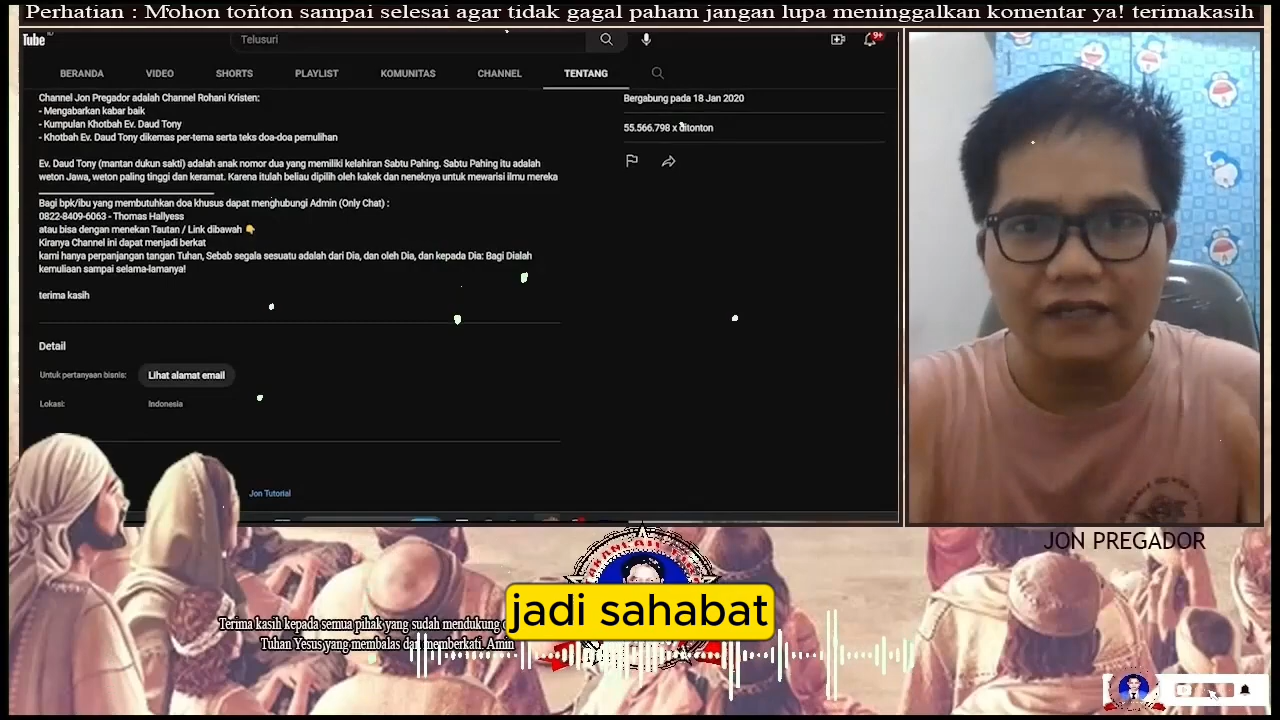 Perhatian : Mohon tonton sampai selesai agar tidak gagal paham jangan lupa meninggalkan komentar ya! terimakasih
Tube
ID
Telusuri
9+
BERANDA VIDEO SHORTS PLAYLIST KOMUNITAS CHANNEL TENTANG
Channel Jon Pregador adalah Channel Rohani Kristen:
- Mengabarkan kabar baik
- Kumpulan Khotbah Ev. Daud Tony
- Khotbah Ev. Daud Tony dikemas per-tema serta teks doa-doa pemulihan
Ev. Daud Tony (mantan dukun sakti) adalah anak nomor dua yang memiliki kelahiran Sabtu Pahing. Sabtu Pahing itu adalah
weton Jawa, weton paling tinggi dan keramat. Karena itulah beliau dipilih oleh kakek dan neneknya untuk mewarisi ilmu mereka
Bagi bpk/ibu yang membutuhkan doa khusus dapat menghubungi Admin (Only Chat) :
0822-8409-6063 - Thomas Hallyess
atau bisa dengan menekan Tautan / Link dibawah 👇
Kiranya Channel ini dapat menjadi berkat
kami hanya perpanjangan tangan Tuhan, Sebab segala sesuatu adalah dari Dia, dan oleh Dia, dan kepada Dia: Bagi Dialah
kemuliaan sampai selama-lamanya!
terima kasih
Bergabung pada 18 Jan 2020
55.566.798 x ditonton
Detail
Untuk pertanyaan bisnis: Lihat alamat email
Lokasi: Indonesia
Jon Tutorial
JON PREGADOR
jadi sahabat
Terima kasih kepada semua pihak yang sudah mendukung
Tuhan Yesus yang membalas dan memberkati. Amin